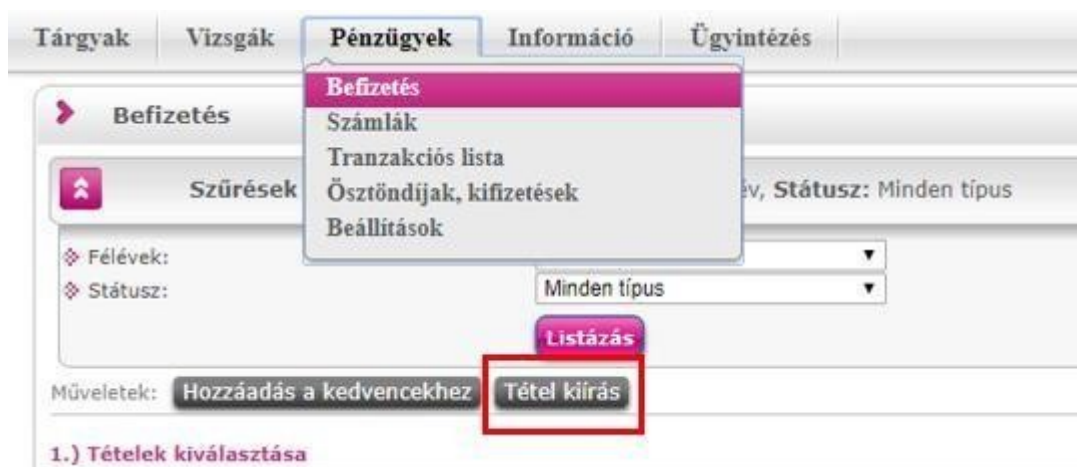 Tárgyak Vizsgák Pénzügyek Információ Ügyintézés
Befizetés
Befizetés
Számlák
Tranzakciós lista
Szűrések
Ösztöndíjak, kifizetések
év, Státusz: Minden típus
Beállítások
Félévek:
Státusz: Minden típus
Listázás
Műveletek: Hozzáadás a kedvencekhez Tétel kiírás
1.) Tételek kiválasztása